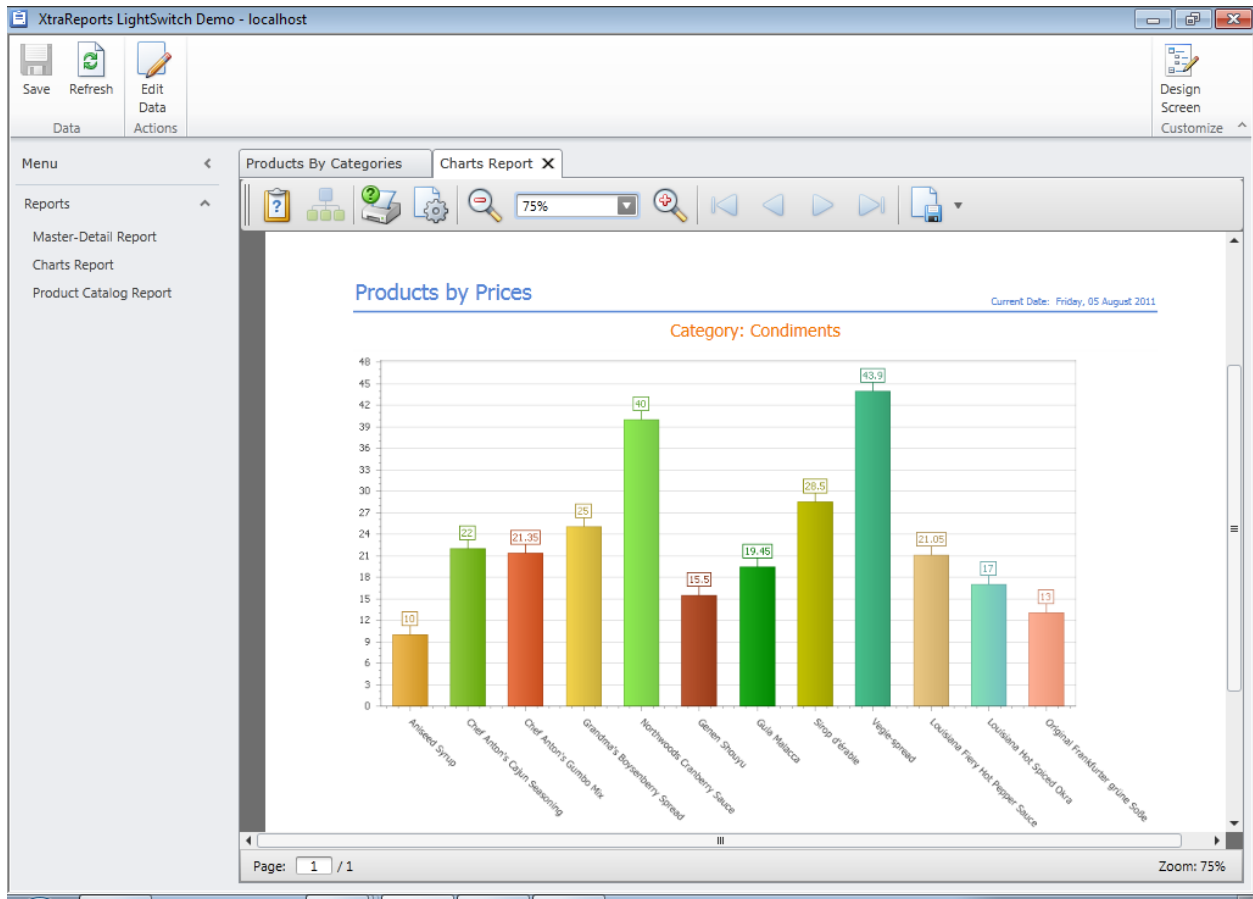 XtraReports LightSwitch Demo - localhost
Save
Refresh
Edit
Data
Design
Screen
Data
Actions
Customize
Menu
Reports
Master-Detail Report
Charts Report
Product Catalog Report
Products By Categories
Charts Report
75%
Products by Prices
Current Date: Friday, 05 August 2011
Category: Condiments
48
45
42
39
36
33
30
27
24
21
18
15
12
9
6
3
0
10
22
21.35
25
40
15.5
19.45
28.5
43.9
21.05
17
13
Aniseed Syrup
Chef Anton's Cajun Seasoning
Chef Anton's Gumbo Mix
Grandma's Boysenberry Spread
Northwoods Cranberry Sauce
Genen Shouyu
Gula Malacca
Sirop d'érable
Vegie-spread
Louisiana Fiery Hot Pepper Sauce
Louisiana Hot Spiced Okra
Original Frankfurter grüne Soße
Page: 1 / 1
Zoom: 75%